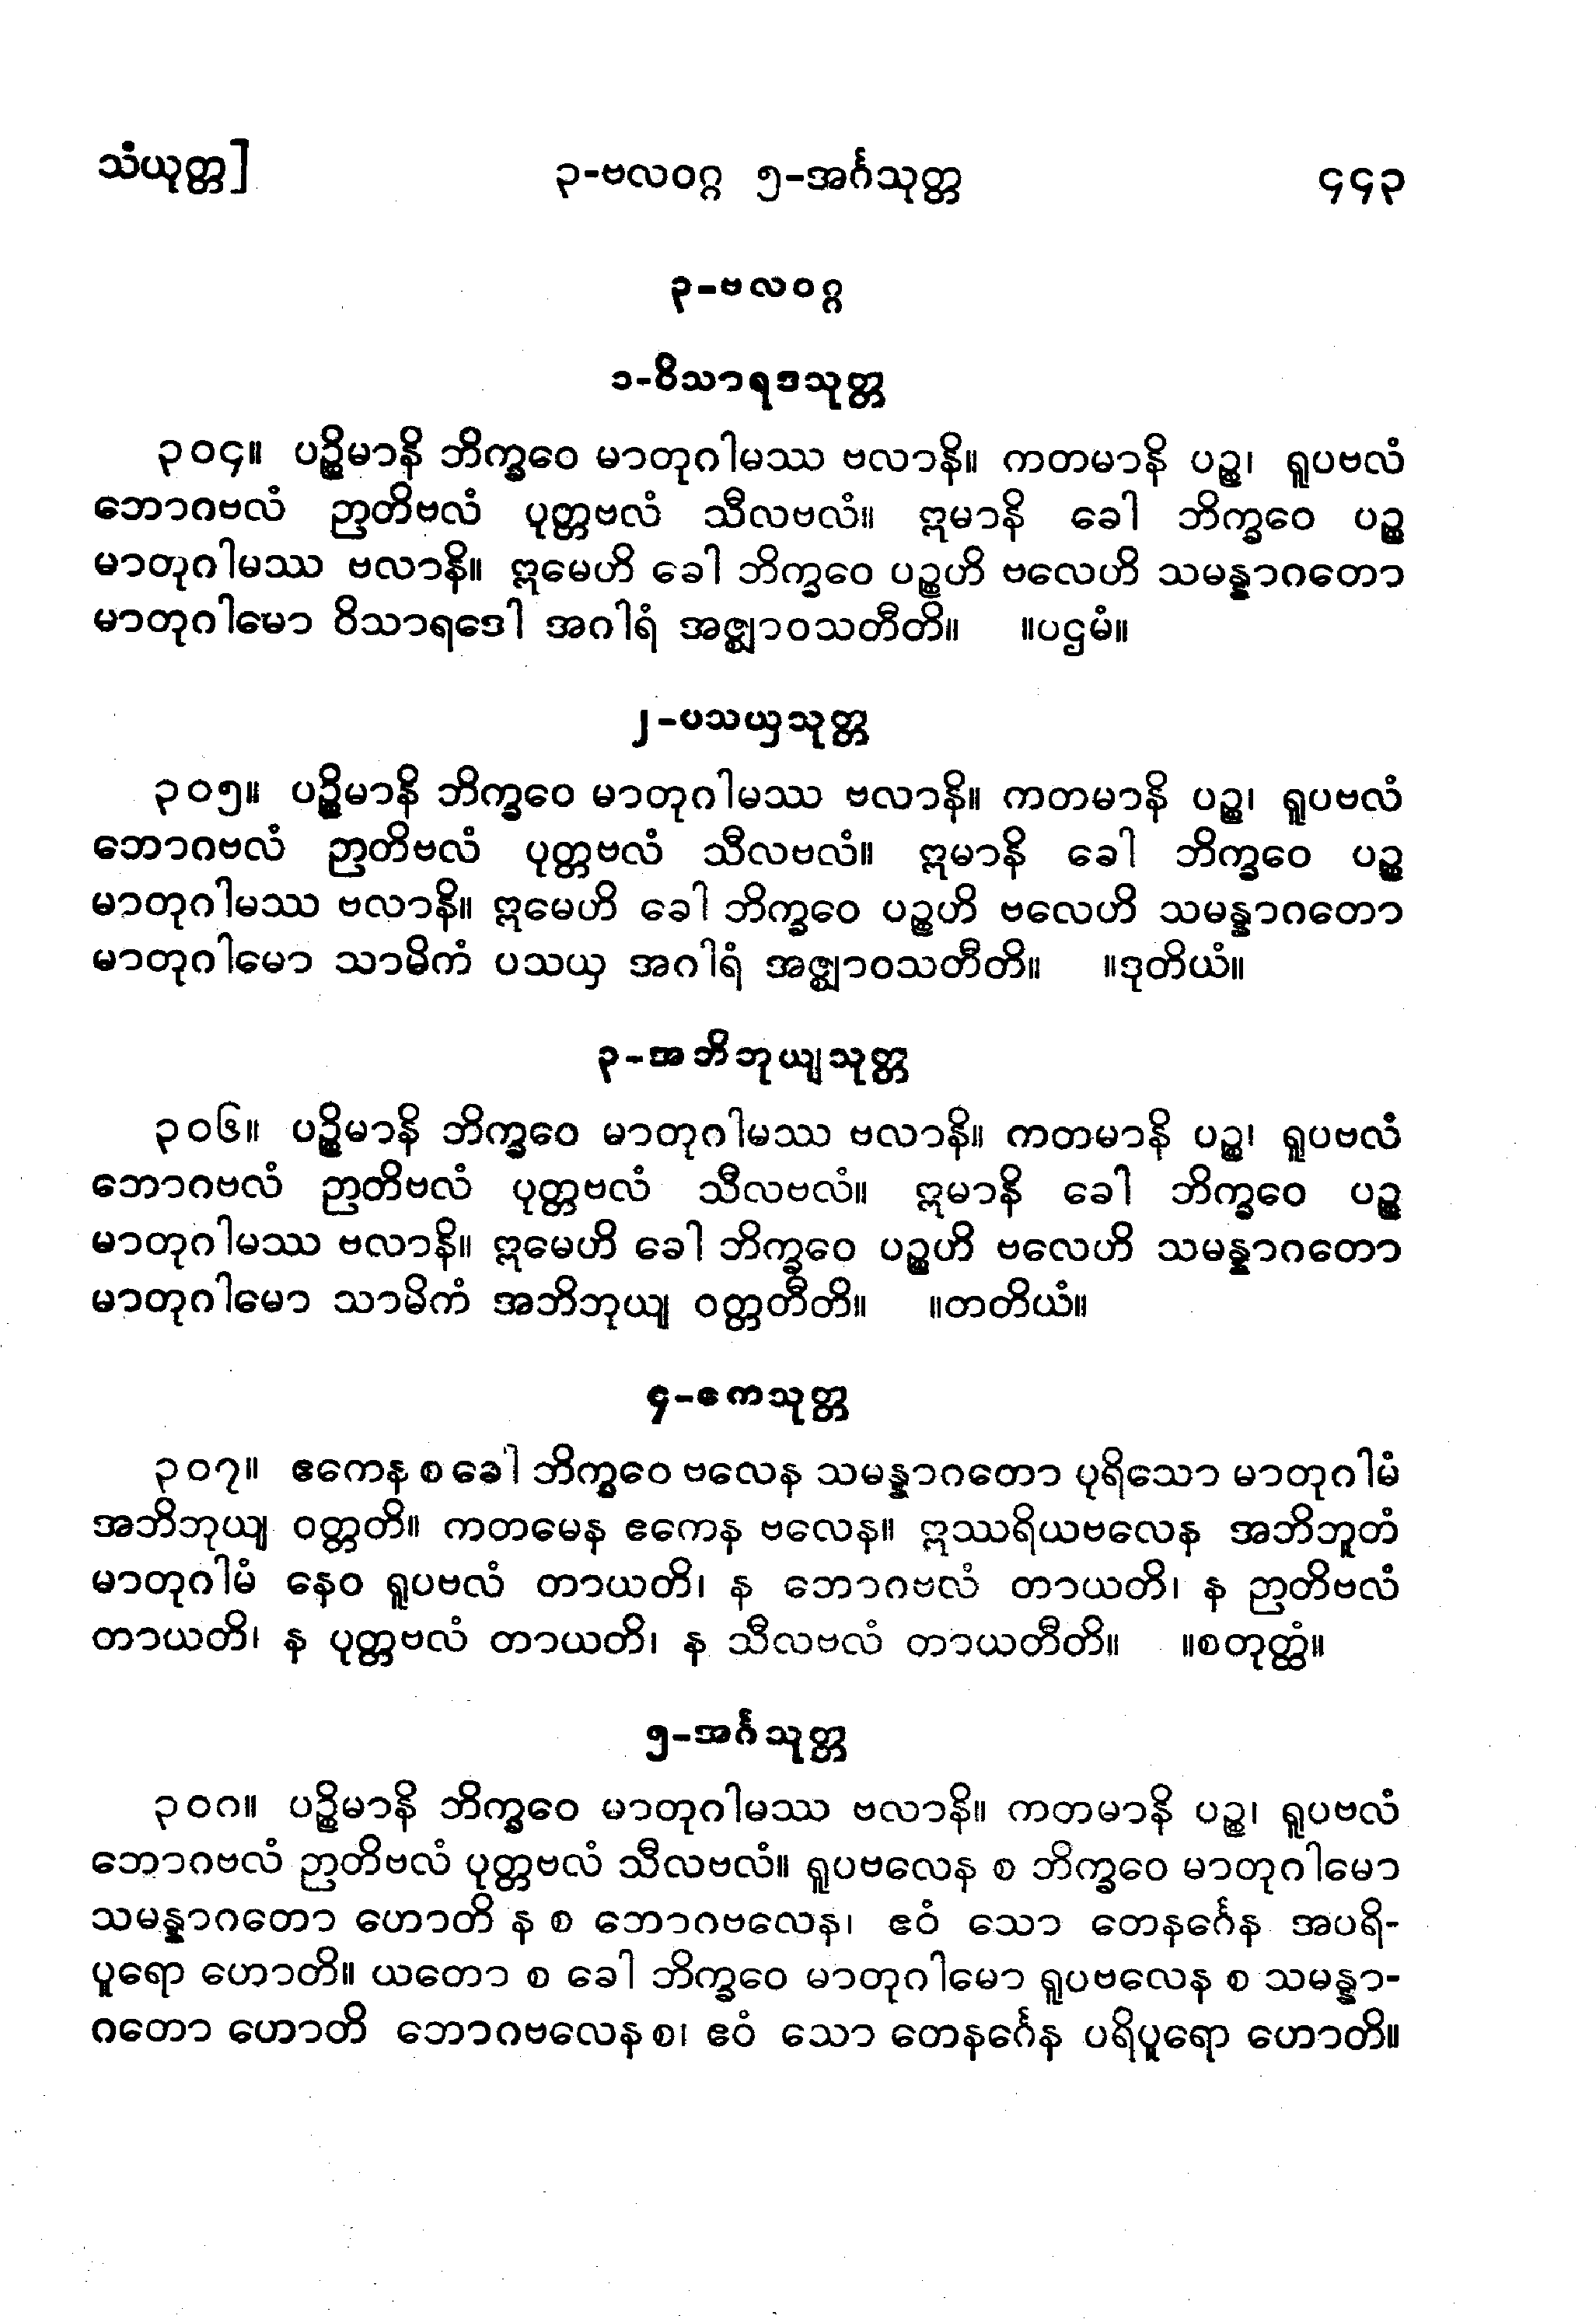 သံယုတ္တ]
၃-ဗလဝဂ္ဂ ၅-အင်္ဂသုတ္တ
၄၄၃
၃-ဗလဝဂ္ဂ
၁-ဝိသာရဒသုတ္တ
၃၀၄။ ပဉ္စိမာနိ ဘိက္ခဝေ မာတုဂါမဿ ဗလာနိ။ ကတမာနိ ပဉ္စ၊ ရူပဗလံ
ဘောဂဗလံ ဉာတိဗလံ ပုတ္တဗလံ သီလဗလံ။ ဣမာနိ ခေါ ဘိက္ခဝေ ပဉ္စ
မာတုဂါမဿ ဗလာနိ။ ဣမေဟိ ခေါ ဘိက္ခဝေ ပဉ္စဟိ ဗလေဟိ သမန္နာဂတော
မာတုဂါမော ဝိသာရဒေါ အဂါရံ အဇ္ဈာဝသတီတိ။ ။ပဌမံ။
၂-ပသယှသုတ္တ
၃၀၅။ ပဉ္စိမာနိ ဘိက္ခဝေ မာတုဂါမဿ ဗလာနိ။ ကတမာနိ ပဉ္စ၊ ရူပဗလံ
ဘောဂဗလံ ဉာတိဗလံ ပုတ္တဗလံ သီလဗလံ။ ဣမာနိ ခေါ ဘိက္ခဝေ ပဉ္စ
မာတုဂါမဿ ဗလာနိ။ ဣမေဟိ ခေါ ဘိက္ခဝေ ပဉ္စဟိ ဗလေဟိ သမန္နာဂတော
မာတုဂါမော သာမိကံ ပသယှ အဂါရံ အဇ္ဈာဝသတီတိ။ ။ဒုတိယံ။
၃-အဘိဘုယျသုတ္တ
၃၀၆။ ပဉ္စိမာနိ ဘိက္ခဝေ မာတုဂါမဿ ဗလာနိ။ ကတမာနိ ပဉ္စ၊ ရူပဗလံ
ဘောဂဗလံ ဉာတိဗလံ ပုတ္တဗလံ သီလဗလံ။ ဣမာနိ ခေါ ဘိက္ခဝေ ပဉ္စ
မာတုဂါမဿ ဗလာနိ။ ဣမေဟိ ခေါ ဘိက္ခဝေ ပဉ္စဟိ ဗလေဟိ သမန္နာဂတော
မာတုဂါမော သာမိကံ အဘိဘုယျ ဝတ္တတီတိ။ ။တတိယံ။
၄-ဧကသုတ္တ
၃၀၇။ ဧကေန စ ခေါ ဘိက္ခဝေ ဗလေန သမန္နာဂတော ပုရိသော မာတုဂါမံ
အဘိဘုယျ ဝတ္တတိ။ ကတမေန ဧကေန ဗလေန။ ဣဿရိယဗလေန အဘိဘူတံ
မာတုဂါမံ နေဝ ရူပဗလံ တာယတိ၊ န ဘောဂဗလံ တာယတိ၊ န ဉာတိဗလံ
တာယတိ၊ န ပုတ္တဗလံ တာယတိ၊ န သီလဗလံ တာယတီတိ။ ။စတုတ္ထံ။
၅-အင်္ဂသုတ္တ
၃၀၈။ ပဉ္စိမာနိ ဘိက္ခဝေ မာတုဂါမဿ ဗလာနိ။ ကတမာနိ ပဉ္စ၊ ရူပဗလံ
ဘောဂဗလံ ဉာတိဗလံ ပုတ္တဗလံ သီလဗလံ။ ရူပဗလေန စ ဘိက္ခဝေ မာတုဂါမော
သမန္နာဂတော ဟောတိ န စ ဘောဂဗလေန၊ ဧဝံ သော တေနင်္ဂေန အပရိ-
ပူရော ဟောတိ။ ယတော စ ခေါ ဘိက္ခဝေ မာတုဂါမော ရူပဗလေန စ သမန္နာ-
ဂတော ဟောတိ ဘောဂဗလေန စ၊ ဧဝံ သော တေနင်္ဂေန ပရိပူရော ဟောတိ။